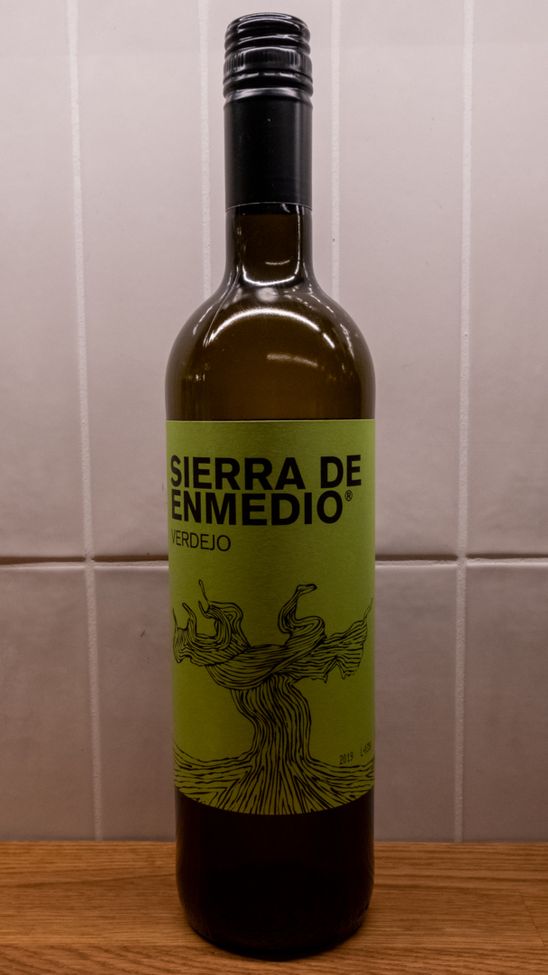 SIERRA DE
ENMEDIO®
VERDEJO
2019